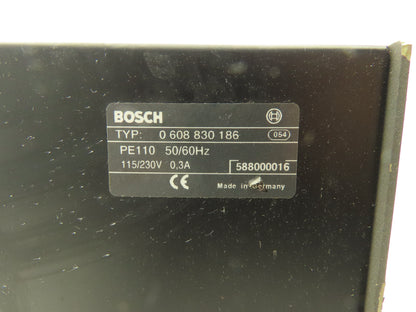 BOSCH
TYP: 0 608 830 186 054
PE110 50/60Hz
115/230V 0,3A 588000016
CE Made in Germany